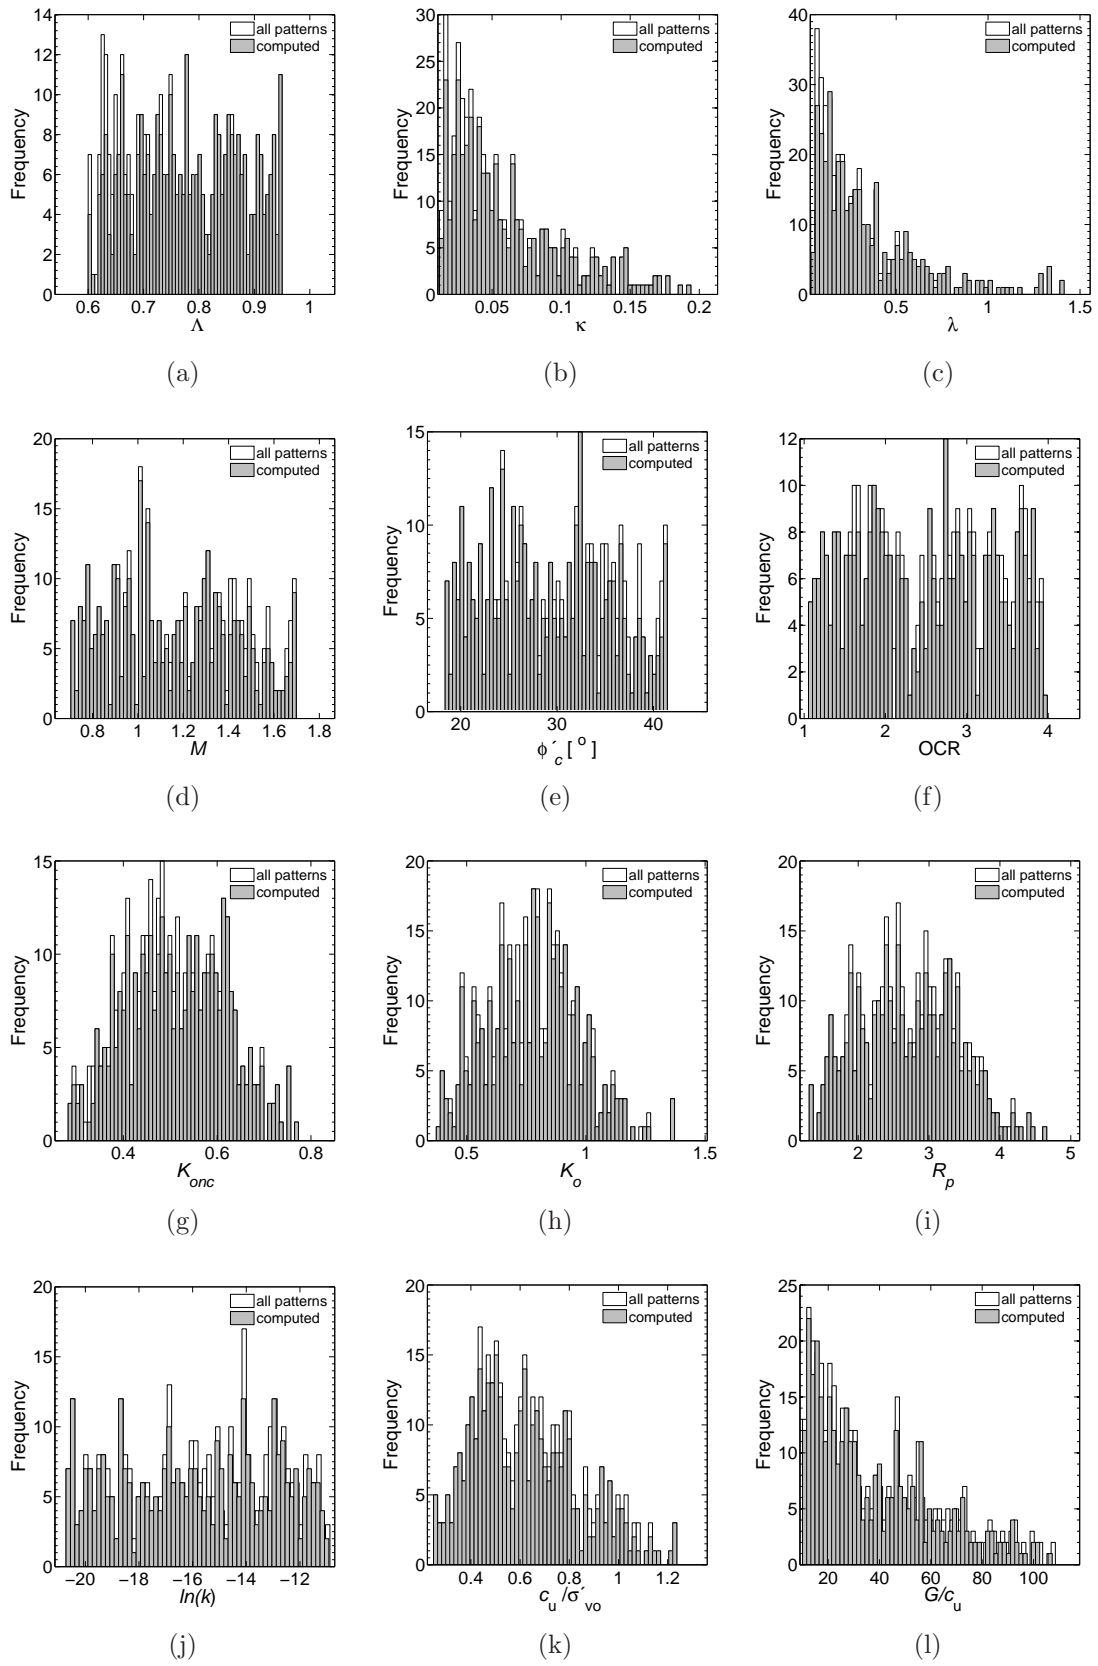 14
12
10
8
6
4
2
0
Frequency
all patterns
computed
0.6 0.7 0.8 0.9 1
Λ
(a)
30
25
20
15
10
5
0
Frequency
all patterns
computed
0.05 0.1 0.15 0.2
κ
(b)
40
30
20
10
0
Frequency
all patterns
computed
0.5 1 1.5
λ
(c)
20
15
10
5
0
Frequency
all patterns
computed
0.8 1 1.2 1.4 1.6 1.8
M
(d)
15
10
5
0
Frequency
all patterns
computed
20 30 40
ϕ´c [ o ]
(e)
12
10
8
6
4
2
0
Frequency
all patterns
computed
1 2 3 4
OCR
(f)
15
10
5
0
Frequency
all patterns
computed
0.4 0.6 0.8
Konc
(g)
20
15
10
5
0
Frequency
all patterns
computed
0.5 1 1.5
Ko
(h)
20
15
10
5
0
Frequency
all patterns
computed
2 3 4 5
Rp
(i)
20
15
10
5
0
Frequency
all patterns
computed
−20 −18 −16 −14 −12
ln(k)
(j)
20
15
10
5
0
Frequency
all patterns
computed
0.4 0.6 0.8 1 1.2
cu/σ´vo
(k)
25
20
15
10
5
0
Frequency
all patterns
computed
20 40 60 80 100
G/cu
(l)